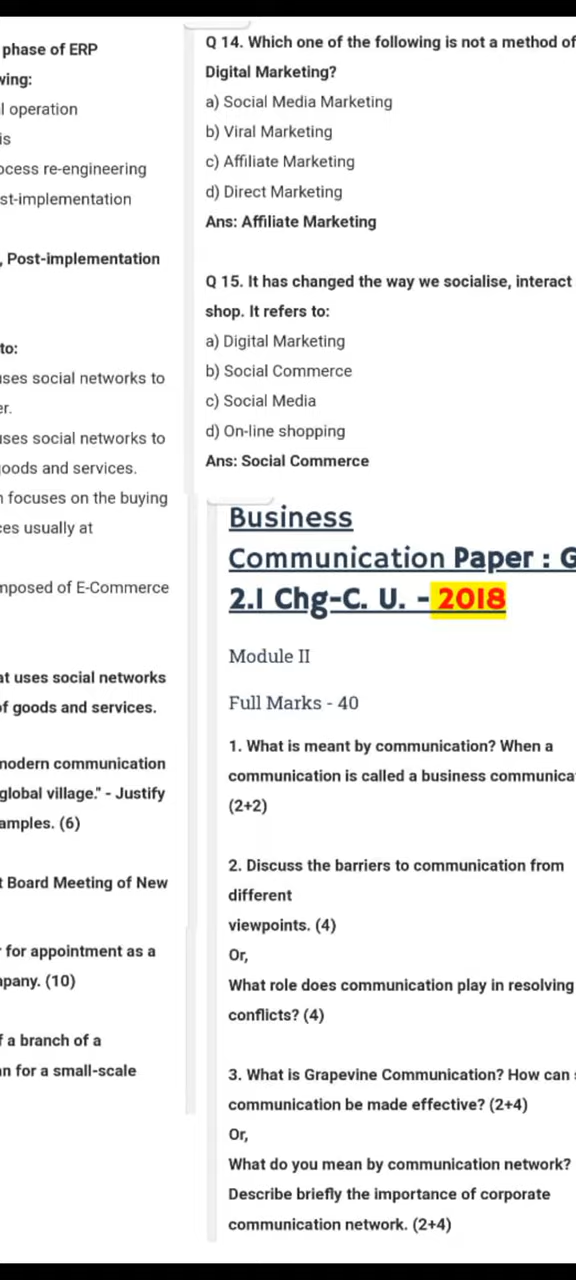 phase of ERP
wing:
operation
is
ocess re-engineering
st-implementation
, Post-implementation
to:
uses social networks to
er.
uses social networks to
goods and services.
focuses on the buying
ces usually at
mposed of E-Commerce
at uses social networks
of goods and services.
modern communication
global village." - Justify
amples. (6)
t Board Meeting of New
for appointment as a
mpany. (10)
f a branch of a
an for a small-scale
Q 14. Which one of the following is not a method of
Digital Marketing?
a) Social Media Marketing
b) Viral Marketing
c) Affiliate Marketing
d) Direct Marketing
Ans: Affiliate Marketing
Q 15. It has changed the way we socialise, interact
shop. It refers to:
a) Digital Marketing
b) Social Commerce
c) Social Media
d) On-line shopping
Ans: Social Commerce
Business
Communication Paper : G
2.1 Chg-C. U. - 2018
Module II
Full Marks - 40
1. What is meant by communication? When a
communication is called a business communica
(2+2)
2. Discuss the barriers to communication from
different
viewpoints. (4)
Or,
What role does communication play in resolving
conflicts? (4)
3. What is Grapevine Communication? How can
communication be made effective? (2+4)
Or,
What do you mean by communication network?
Describe briefly the importance of corporate
communication network. (2+4)